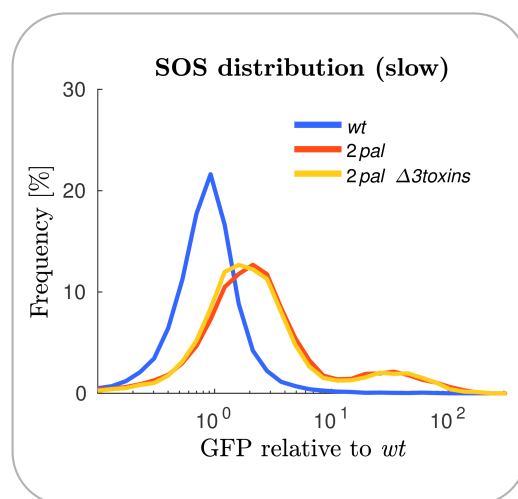 SOS distribution (slow)
30
20
10
0
Frequency [%]
wt
2 pal
2 pal Δ3toxins
10^0 10^1 10^2
GFP relative to wt